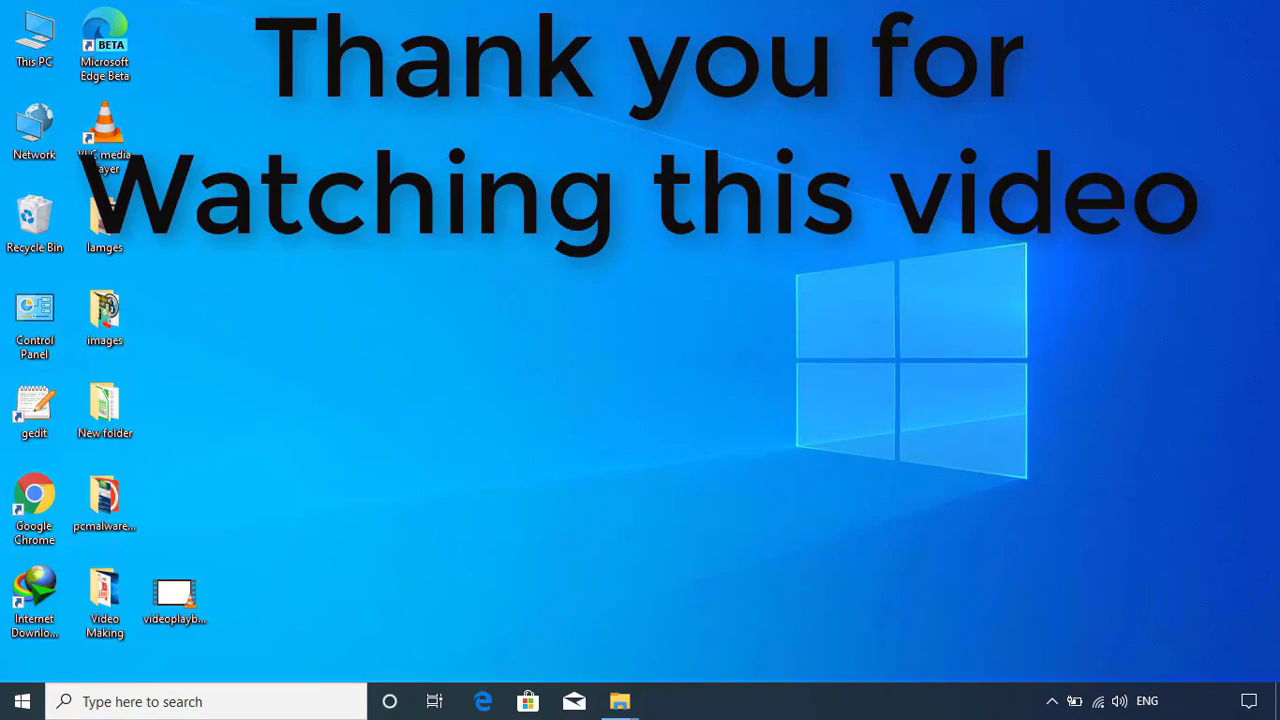 Thank you for
Watching this video
This PC
Microsoft
Edge Beta
BETA
Network
VLC media
player
Recycle Bin
Iamges
Control
Panel
images
gedit
New folder
Google
Chrome
pcmalware...
Internet
Downlo...
Video
Making
videoplayb...
Type here to search
ENG